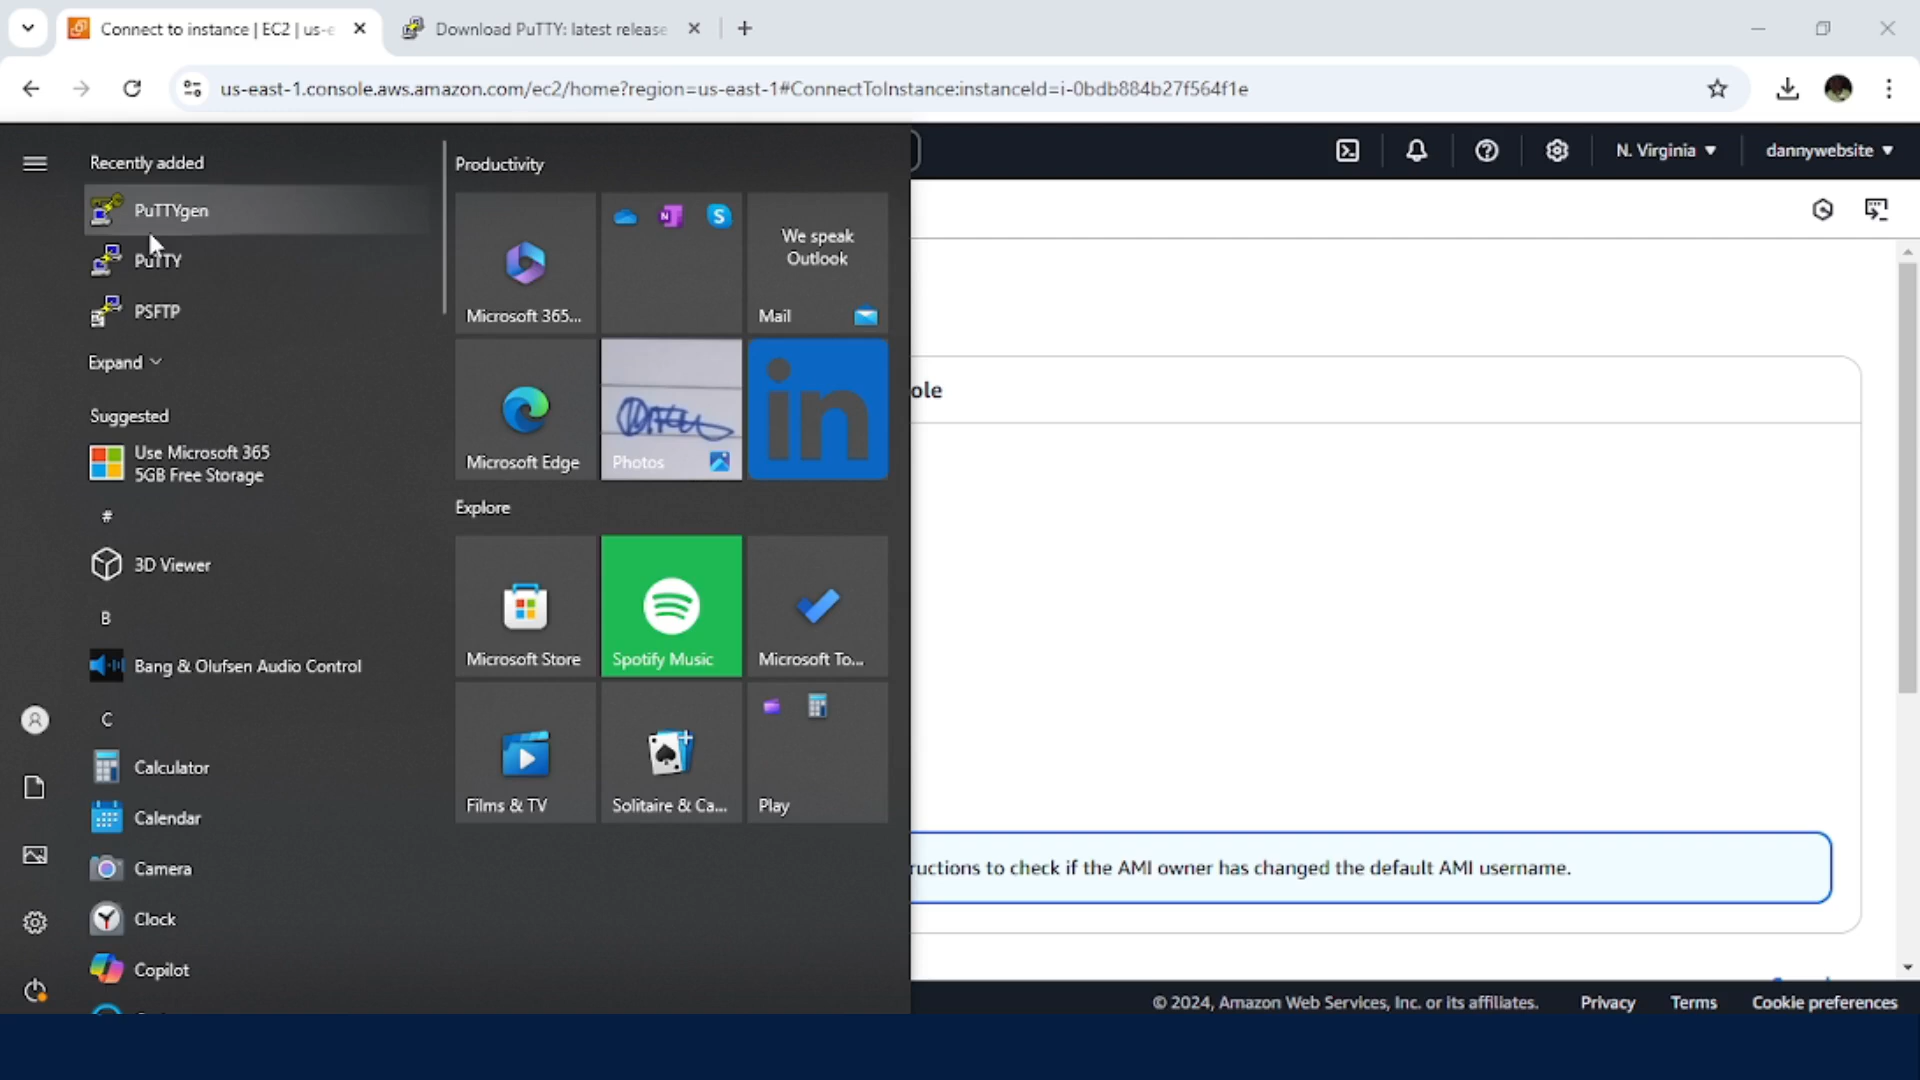 Connect to instance | EC2 | us-e
Download PuTTY: latest release
us-east-1.console.aws.amazon.com/ec2/home?region=us-east-1#ConnectToInstance:instanceId=i-0bdb884b27f564f1e
N. Virginia
dannywebsite
Recently added
PuTTYgen
PuTTY
PSFTP
Expand
Suggested
Use Microsoft 365
5GB Free Storage
#
3D Viewer
B
Bang & Olufsen Audio Control
C
Calculator
Calendar
Camera
Clock
Copilot
Productivity
Microsoft 365...
We speak
Outlook
Mail
Microsoft Edge
Photos
in
Explore
Microsoft Store
Spotify Music
Microsoft To...
Films & TV
Solitaire & Ca...
Play
ole
ructions to check if the AMI owner has changed the default AMI username.
© 2024, Amazon Web Services, Inc. or its affiliates.
Privacy
Terms
Cookie preferences